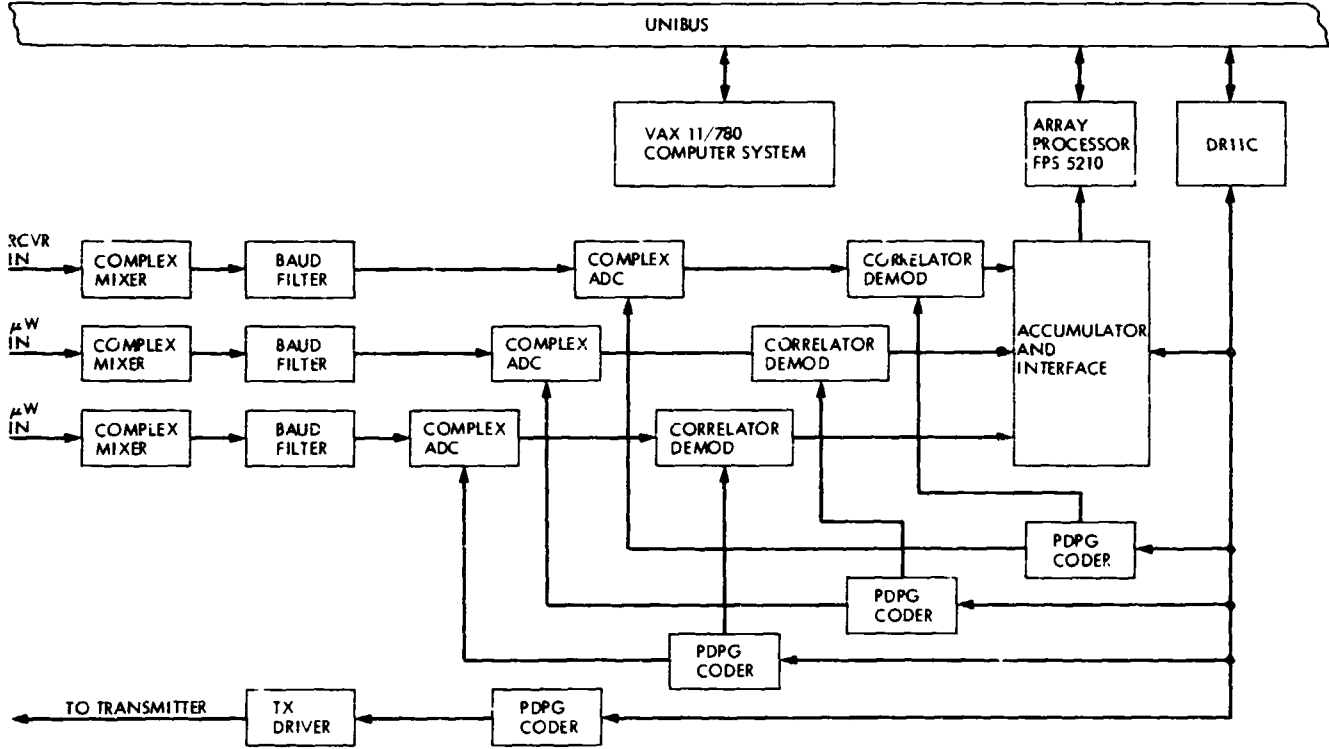 UNIBUS
VAX 11/780
COMPUTER SYSTEM
ARRAY
PROCESSOR
FPS 5210
DR11C
RCVR
IN
COMPLEX
MIXER
BAUD
FILTER
COMPLEX
ADC
CORRELATOR
DEMOD
μW
IN
COMPLEX
MIXER
BAUD
FILTER
COMPLEX
ADC
CORRELATOR
DEMOD
ACCUMULATOR
AND
INTERFACE
μW
IN
COMPLEX
MIXER
BAUD
FILTER
COMPLEX
ADC
CORRELATOR
DEMOD
PDPG
CODER
PDPG
CODER
PDPG
CODER
TO TRANSMITTER
TX
DRIVER
PDPG
CODER